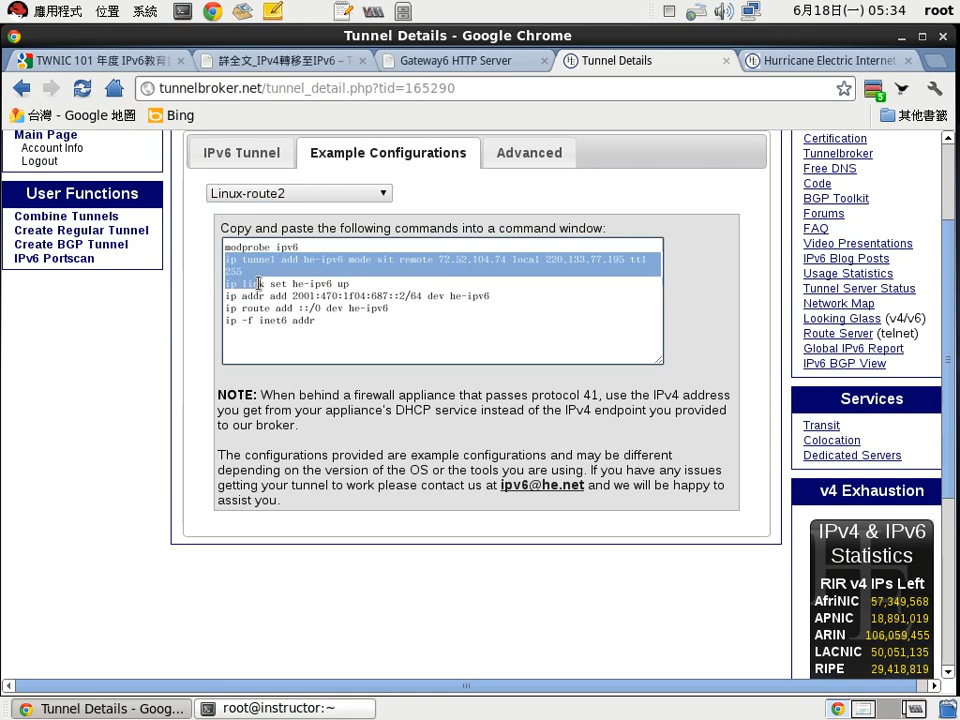 應用程式 位置 系統 6月18日(一) 05:34 root
Tunnel Details - Google Chrome
TWNIC 101 年度 IPv6教育
詳全文_IPv4轉移至IPv6 – T
Gateway6 HTTP Server
Tunnel Details
Hurricane Electric Internet
tunnelbroker.net/tunnel_detail.php?tid=165290
5
台灣 - Google 地圖 Bing 其他書籤
Main Page
Account Info
Logout
User Functions
Combine Tunnels
Create Regular Tunnel
Create BGP Tunnel
IPv6 Portscan
IPv6 Tunnel Example Configurations Advanced
Linux-route2
Copy and paste the following commands into a command window:
modprobe ipv6
ip tunnel add he-ipv6 mode sit remote 72.52.104.74 local 220.133.77.195 ttl
255
ip link set he-ipv6 up
ip addr add 2001:470:1f04:687::2/64 dev he-ipv6
ip route add ::/0 dev he-ipv6
ip -f inet6 addr
NOTE: When behind a firewall appliance that passes protocol 41, use the IPv4 address
you get from your appliance's DHCP service instead of the IPv4 endpoint you provided
to our broker.
The configurations provided are example configurations and may be different
depending on the version of the OS or the tools you are using. If you have any issues
getting your tunnel to work please contact us at ipv6@he.net and we will be happy to
assist you.
Certification
Tunnelbroker
Free DNS
Code
BGP Toolkit
Forums
FAQ
Video Presentations
IPv6 Blog Posts
Usage Statistics
Tunnel Server Status
Network Map
Looking Glass (v4/v6)
Route Server (telnet)
Global IPv6 Report
IPv6 BGP View
Services
Transit
Colocation
Dedicated Servers
v4 Exhaustion
IPv4 & IPv6
Statistics
RIR v4 IPs Left
AfriNIC 57,349,568
APNIC 18,891,019
ARIN 106,059,455
LACNIC 50,051,135
RIPE 29,418,819
Tunnel Details - Goog... root@instructor:~